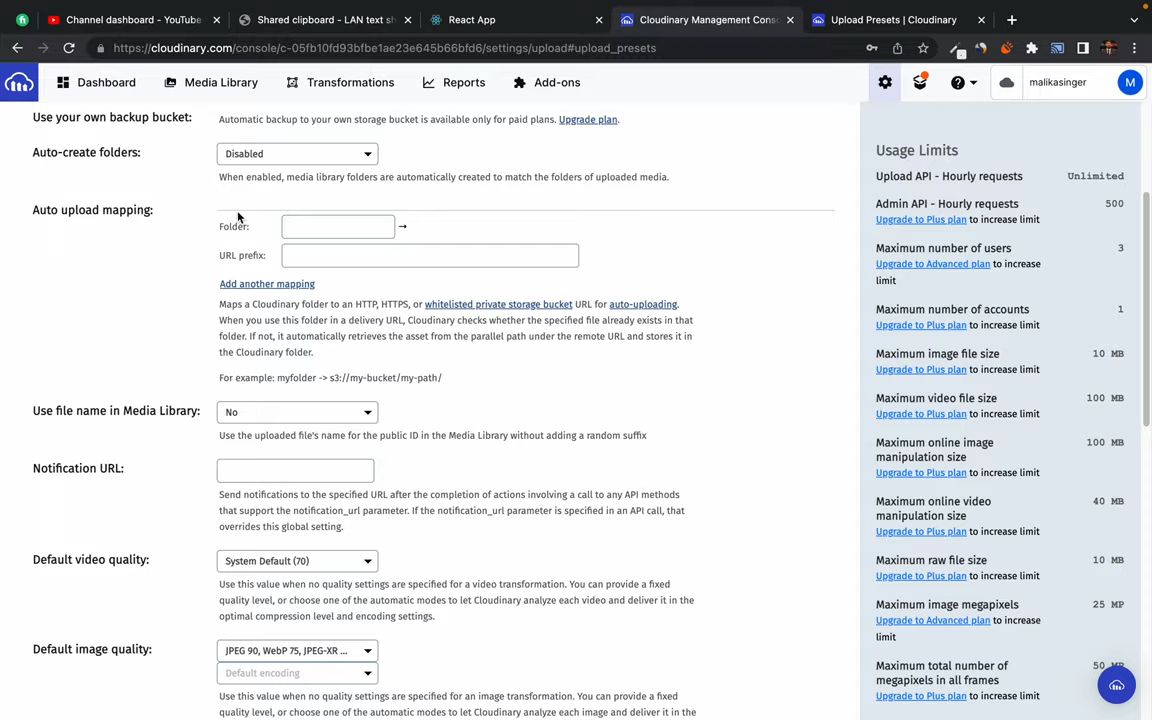 Channel dashboard - YouTube
Shared clipboard - LAN text sh
React App
Cloudinary Management Conso
Upload Presets | Cloudinary
https://cloudinary.com/console/c-05fb10fd93bfbe1ae23e645b66bfd6/settings/upload#upload_presets
Dashboard
Media Library
Transformations
Reports
Add-ons
malikasinger
M
Use your own backup bucket:
Automatic backup to your own storage bucket is available only for paid plans. Upgrade plan.
Auto-create folders:
Disabled
When enabled, media library folders are automatically created to match the folders of uploaded media.
Auto upload mapping:
Folder:
→
URL prefix:
Add another mapping
Maps a Cloudinary folder to an HTTP, HTTPS, or whitelisted private storage bucket URL for auto-uploading.
When you use this folder in a delivery URL, Cloudinary checks whether the specified file already exists in that
folder. If not, it automatically retrieves the asset from the parallel path under the remote URL and stores it in
the Cloudinary folder.
For example: myfolder -> s3://my-bucket/my-path/
Use file name in Media Library:
No
Use the uploaded file's name for the public ID in the Media Library without adding a random suffix
Notification URL:
Send notifications to the specified URL after the completion of actions involving a call to any API methods
that support the notification_url parameter. If the notification_url parameter is specified in an API call, that
overrides this global setting.
Default video quality:
System Default (70)
Use this value when no quality settings are specified for a video transformation. You can provide a fixed
quality level, or choose one of the automatic modes to let Cloudinary analyze each video and deliver it in the
optimal compression level and encoding settings.
Default image quality:
JPEG 90, WebP 75, JPEG-XR ...
Default encoding
Use this value when no quality settings are specified for an image transformation. You can provide a fixed
quality level, or choose one of the automatic modes to let Cloudinary analyze each image and deliver it in the
Usage Limits
Upload API - Hourly requests
Unlimited
Admin API - Hourly requests
500
Upgrade to Plus plan to increase limit
Maximum number of users
3
Upgrade to Advanced plan to increase
limit
Maximum number of accounts
1
Upgrade to Plus plan to increase limit
Maximum image file size
10 MB
Upgrade to Plus plan to increase limit
Maximum video file size
100 MB
Upgrade to Plus plan to increase limit
Maximum online image
manipulation size
100 MB
Upgrade to Plus plan to increase limit
Maximum online video
manipulation size
40 MB
Upgrade to Plus plan to increase limit
Maximum raw file size
10 MB
Upgrade to Plus plan to increase limit
Maximum image megapixels
25 MP
Upgrade to Advanced plan to increase
limit
Maximum total number of
megapixels in all frames
50 MP
Upgrade to Plus plan to increase limit